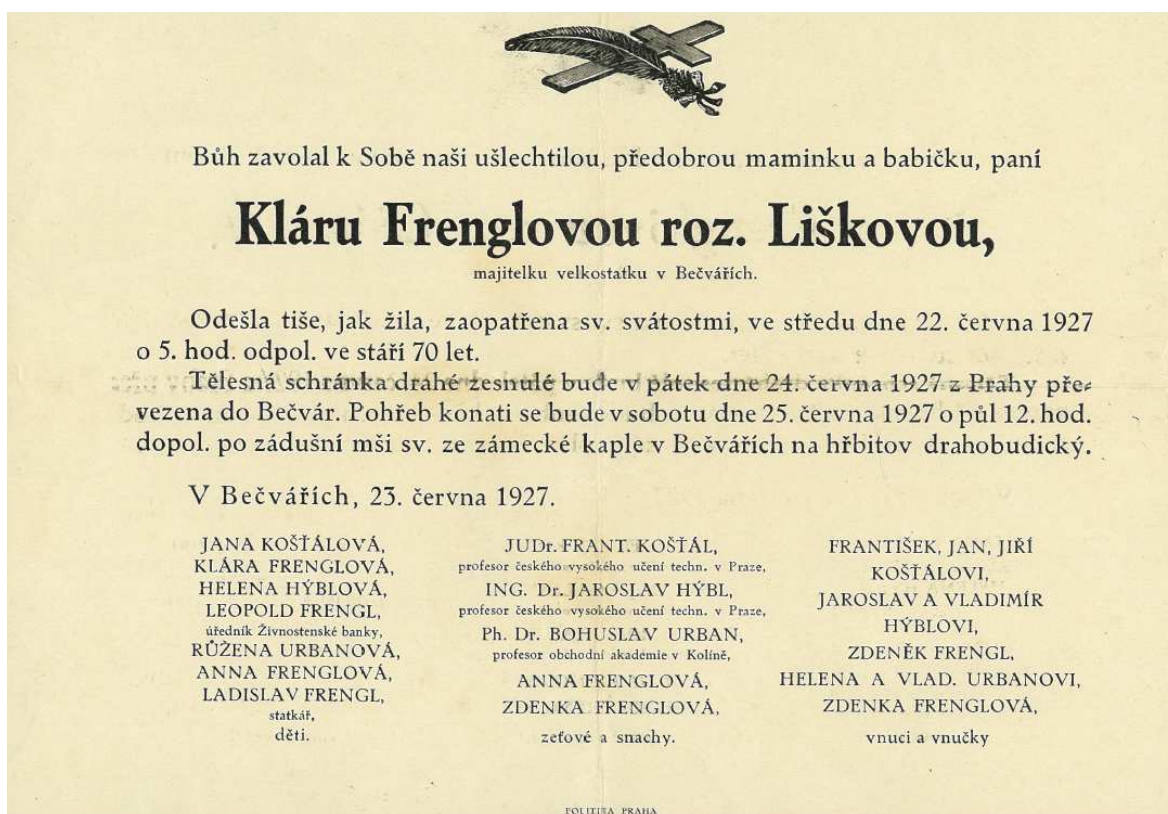 Bůh zavolal k Sobě naši ušlechtilou, předobrou maminku a babičku, paní
Kláru Frenglovou roz. Liškovou,
majitelku velkostatku v Bečvářích.
Odešla tiše, jak žila, zaopatřena sv. svátostmi, ve středu dne 22. června 1927
o 5. hod. odpol. ve stáří 70 let.
Tělesná schránka drahé zesnulé bude v pátek dne 24. června 1927 z Prahy pře-
vezena do Bečvár. Pohřeb konati se bude v sobotu dne 25. června 1927 o půl 12. hod.
dopol. po zádušní mši sv. ze zámecké kaple v Bečvářích na hřbitov drahobudický.
V Bečvářích, 23. června 1927.
JANA KOŠŤÁLOVÁ,
KLÁRA FRENGLOVÁ,
HELENA HÝBLOVÁ,
LEOPOLD FRENGL,
úředník Živnostenské banky,
RŮŽENA URBANOVÁ,
ANNA FRENGLOVÁ,
LADISLAV FRENGL,
statkář,
děti.
JUDr. FRANT. KOŠŤÁL,
profesor českého vysokého učení techn. v Praze,
ING. Dr. JAROSLAV HÝBL,
profesor českého vysokého učení techn. v Praze,
Ph. Dr. BOHUSLAV URBAN,
profesor obchodní akademie v Kolíně,
ANNA FRENGLOVÁ,
ZDENKA FRENGLOVÁ,
zeťové a snachy.
FRANTIŠEK, JAN, JIŘÍ
KOŠŤÁLOVI,
JAROSLAV A VLADIMÍR
HÝBLOVI,
ZDENĚK FRENGL,
HELENA A VLAD. URBANOVI,
ZDENKA FRENGLOVÁ,
vnuci a vnučky
PRAHA